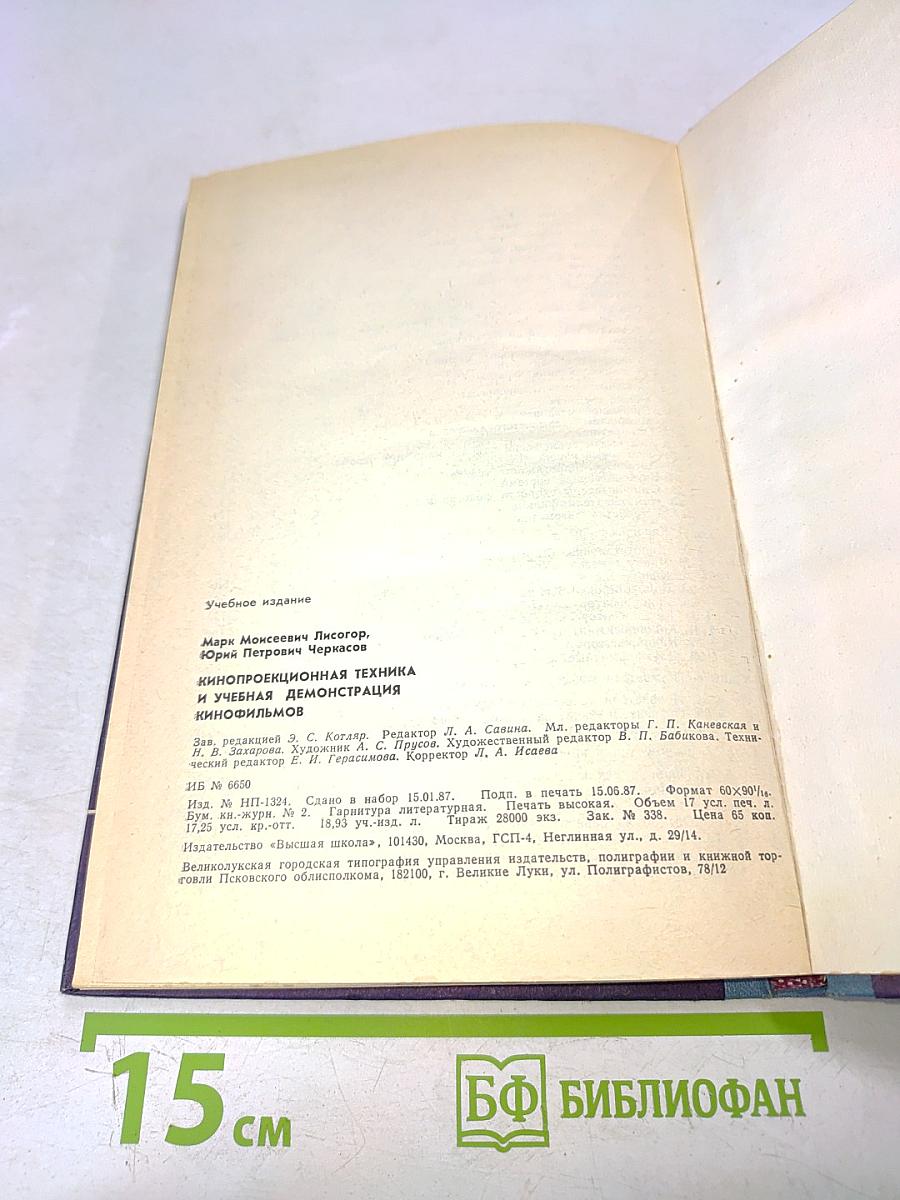 Учебное издание
Марк Моисеевич Лисогор,
Юрий Петрович Черкасов
КИНОПРОЕКЦИОННАЯ ТЕХНИКА
И УЧЕБНАЯ ДЕМОНСТРАЦИЯ
КИНОФИЛЬМОВ
Зав. редакцией Э. С. Котляр. Редактор Л. А. Савина. Мл. редакторы Г. П. Каневская и
Н. В. Захарова. Художник А. С. Прусов. Художественный редактор В. П. Бабикова. Техни-
ческий редактор Е. И. Герасимова. Корректор Л. А. Исаева
ИБ № 6650
Изд. № НП-1324. Сдано в набор 15.01.87. Подп. в печать 15.06.87. Формат 60×90¹/₁₆.
Бум. кн.-журн. № 2. Гарнитура литературная. Печать высокая. Объем 17 усл. печ. л.
17,25 усл. кр.-отт. 18,93 уч.-изд. л. Тираж 28000 экз. Зак. № 338. Цена 65 коп.
Издательство «Высшая школа», 101430, Москва, ГСП-4, Неглинная ул., д. 29/14.
Великолукская городская типография управления издательств, полиграфии и книжной тор-
говли Псковского облисполкома, 182100, г. Великие Луки, ул. Полиграфистов, 78/12
15 см
БФ БИБЛИОФАН